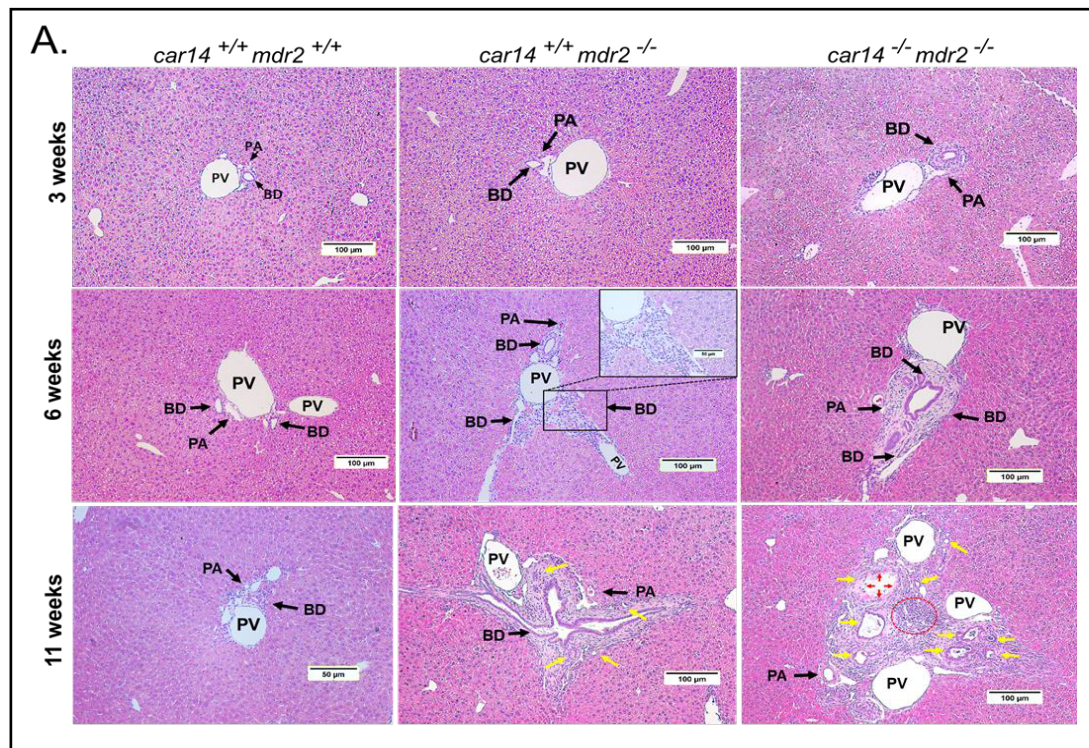 A.
car14 +/+ mdr2 +/+
car14 +/+ mdr2 -/-
car14 -/- mdr2 -/-
3 weeks
PV
PA
BD
100 µm
PA
BD
PV
100 µm
BD
PV
PA
100 µm
6 weeks
PV
BD
PV
PA
BD
100 µm
PA
BD
PV
50 µm
BD
BD
PV
100 µm
PV
BD
PA
BD
BD
100 µm
11 weeks
PA
BD
PV
50 µm
PV
PA
BD
100 µm
PV
PV
PA
PV
100 µm